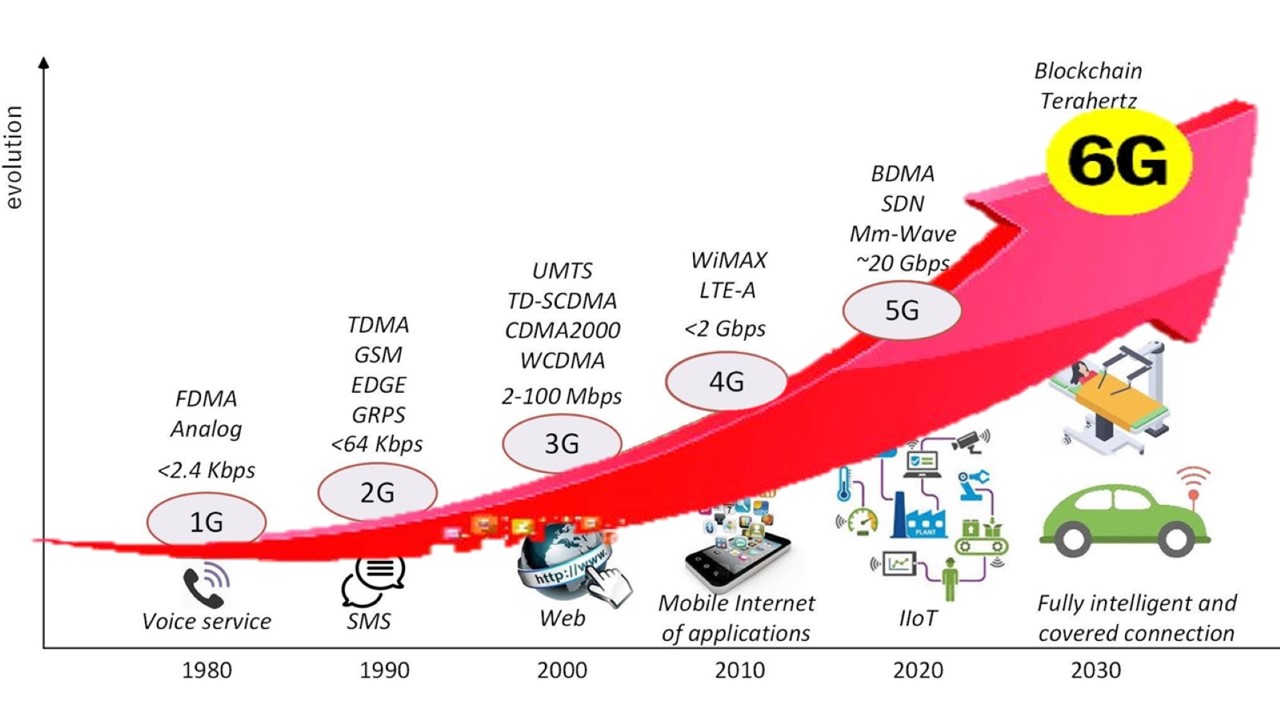 evolution
FDMA
Analog
<2.4 Kbps
1G
Voice service
1980
TDMA
GSM
EDGE
GRPS
<64 Kbps
2G
SMS
1990
UMTS
TD-SCDMA
CDMA2000
WCDMA
2-100 Mbps
3G
http://www.
Web
2000
WiMAX
LTE-A
<2 Gbps
4G
Mobile Internet
of applications
2010
BDMA
SDN
Mm-Wave
~20 Gbps
5G
PLANT
IIoT
2020
Blockchain
Terahertz
6G
Fully intelligent and
covered connection
2030